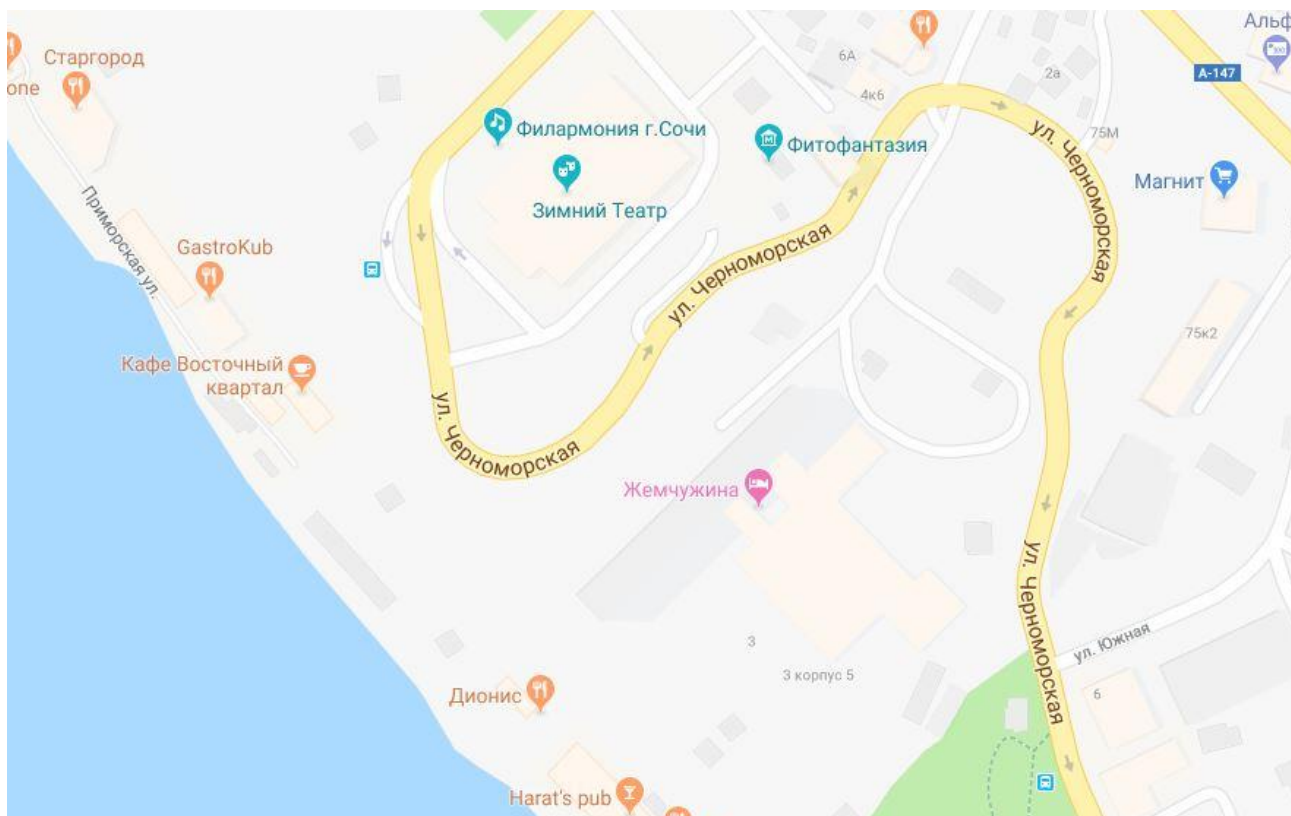 Альф
Старгород
one
6А
A-147
2а
4к6
Филармония г.Сочи
75М
ул. Черноморская
Фитофантазия
Магнит
Зимний Театр
Приморская ул.
GastroKub
ул. Черноморская
75к2
Кафе Восточный
квартал
ул. Черноморская
Жемчужина
ул. Черноморская
ул. Южная
3
3 корпус 5
Дионис
6
Harat's pub